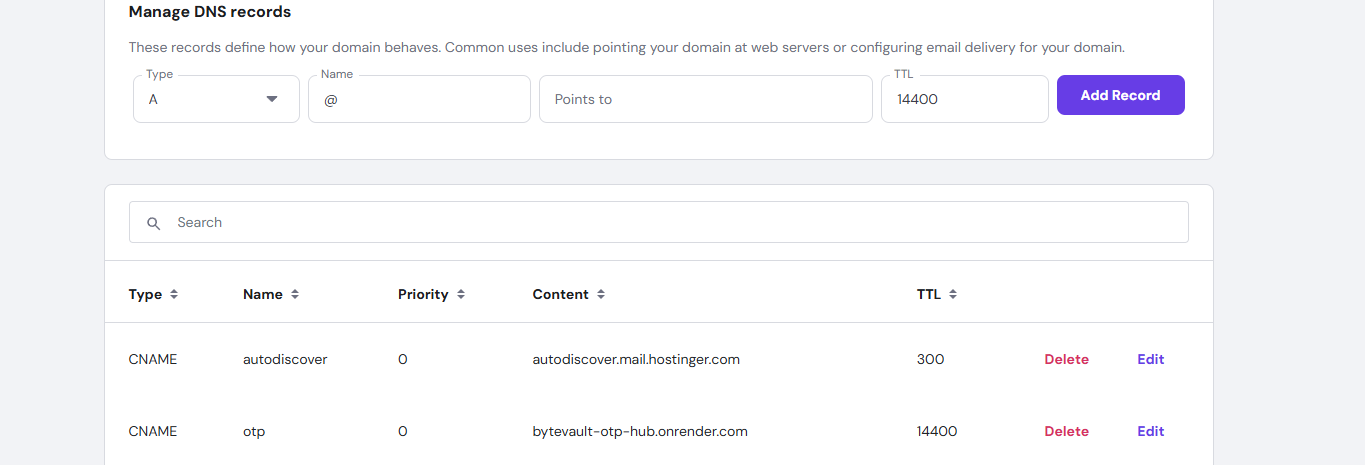 Manage DNS records
These records define how your domain behaves. Common uses include pointing your domain at web servers or configuring email delivery for your domain.
Type Name TTL
A @ Points to 14400 Add Record
Search
Type Name Priority Content TTL
CNAME autodiscover 0 autodiscover.mail.hostinger.com 300 Delete Edit
CNAME otp 0 bytevault-otp-hub.onrender.com 14400 Delete Edit